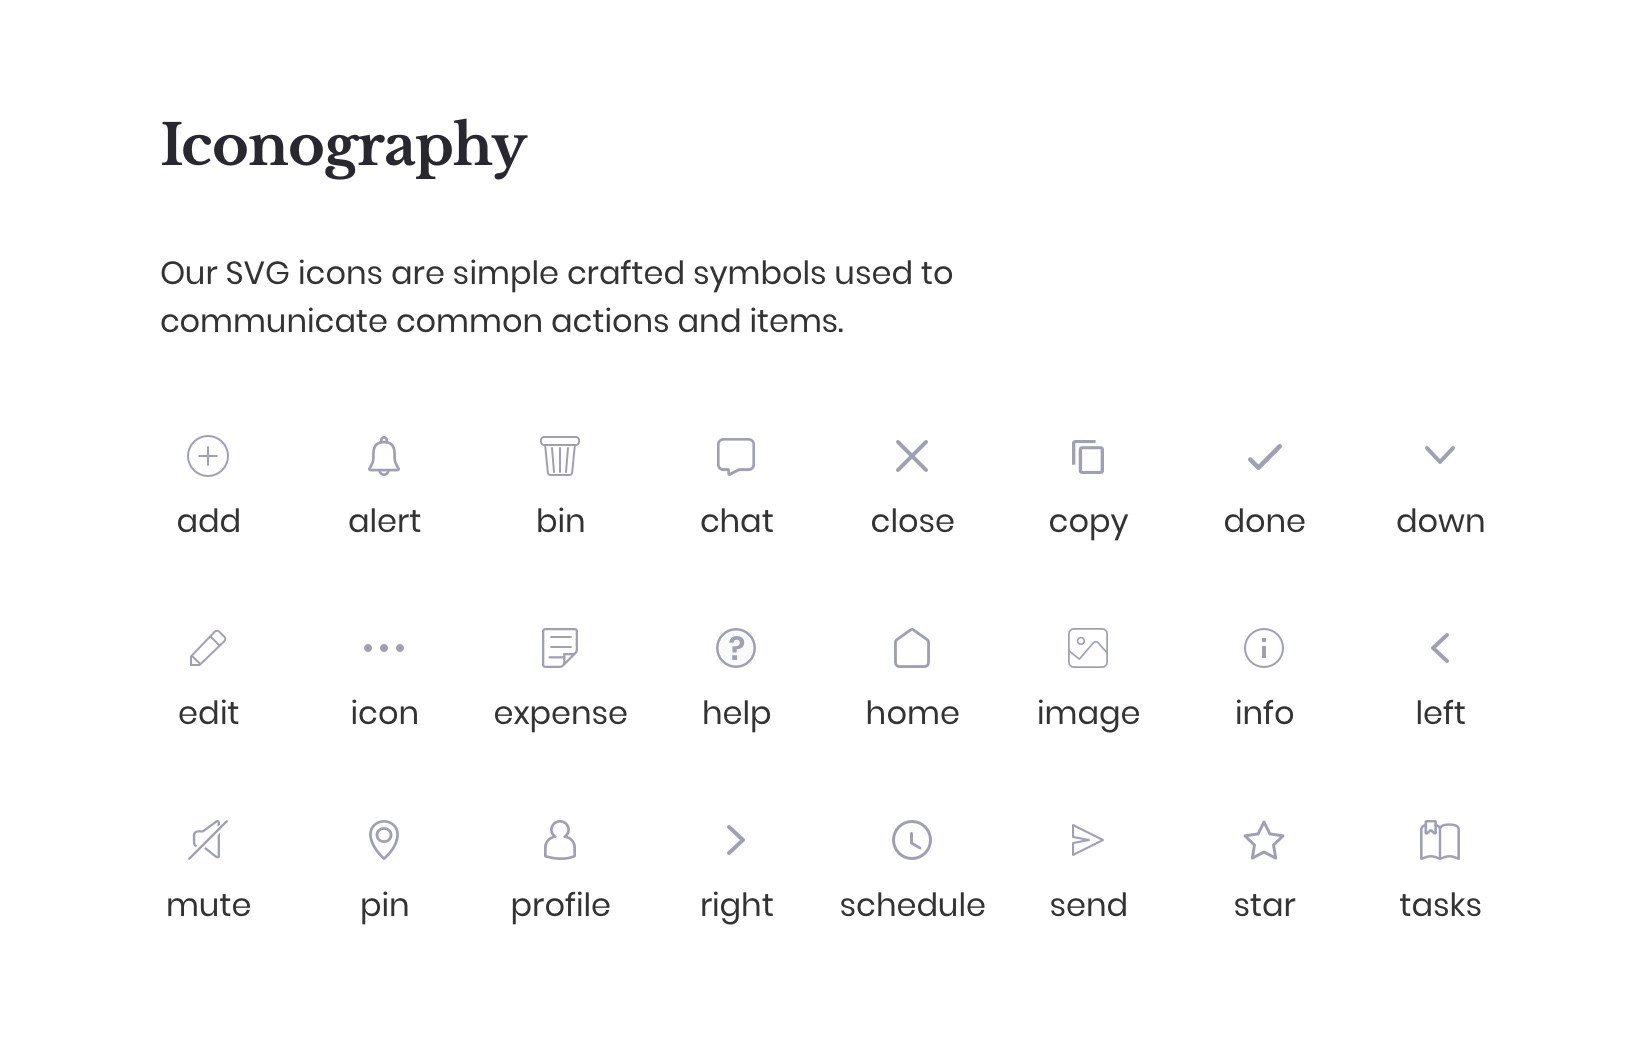 Iconography
Our SVG icons are simple crafted symbols used to
communicate common actions and items.
add alert bin chat close copy done down
edit icon expense help home image info left
mute pin profile right schedule send star tasks